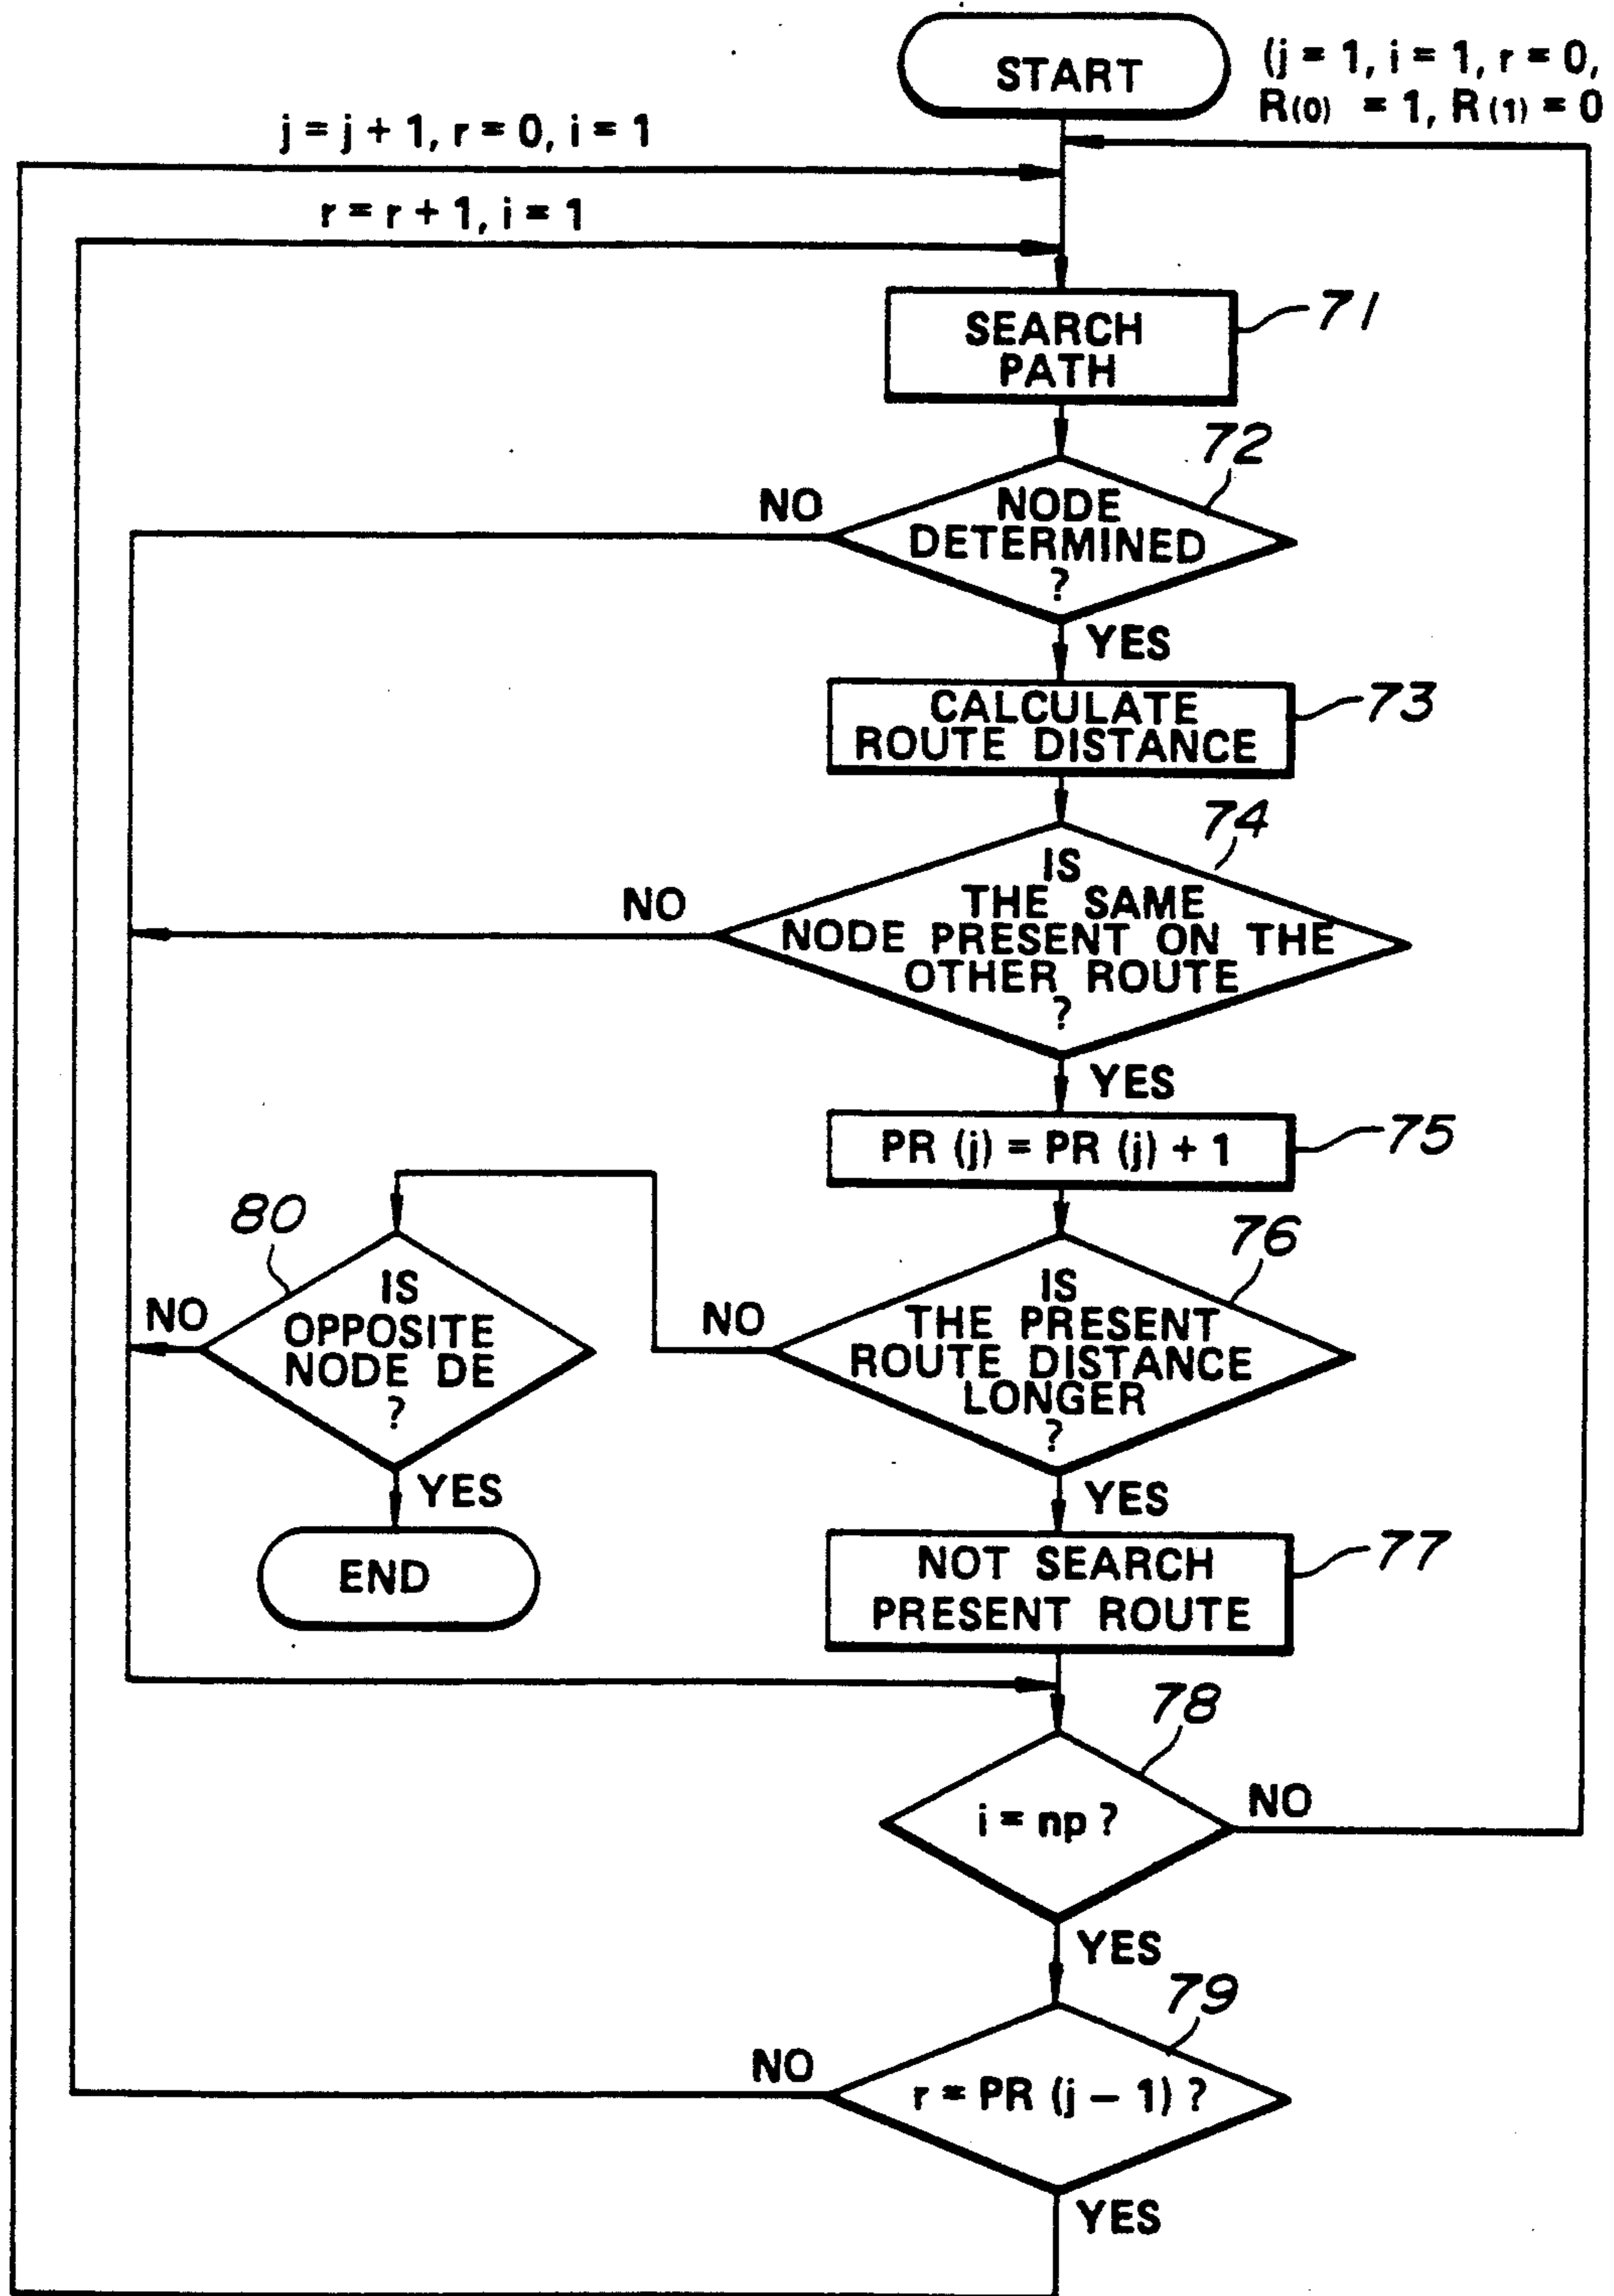 START
(j = 1, i = 1, r = 0,
R(0) = 1, R(1) = 0
j = j + 1, r = 0, i = 1
r = r + 1, i = 1
71
SEARCH
PATH
72
NO
NODE
DETERMINED
?
YES
73
CALCULATE
ROUTE DISTANCE
74
NO
IS
THE SAME
NODE PRESENT ON THE
OTHER ROUTE
?
YES
75
PR (j) = PR (j) + 1
80
NO
IS
OPPOSITE
NODE DE
?
YES
END
76
NO
IS
THE PRESENT
ROUTE DISTANCE
LONGER
?
YES
77
NOT SEARCH
PRESENT ROUTE
78
i = np ?
NO
YES
79
NO
r = PR (j – 1) ?
YES